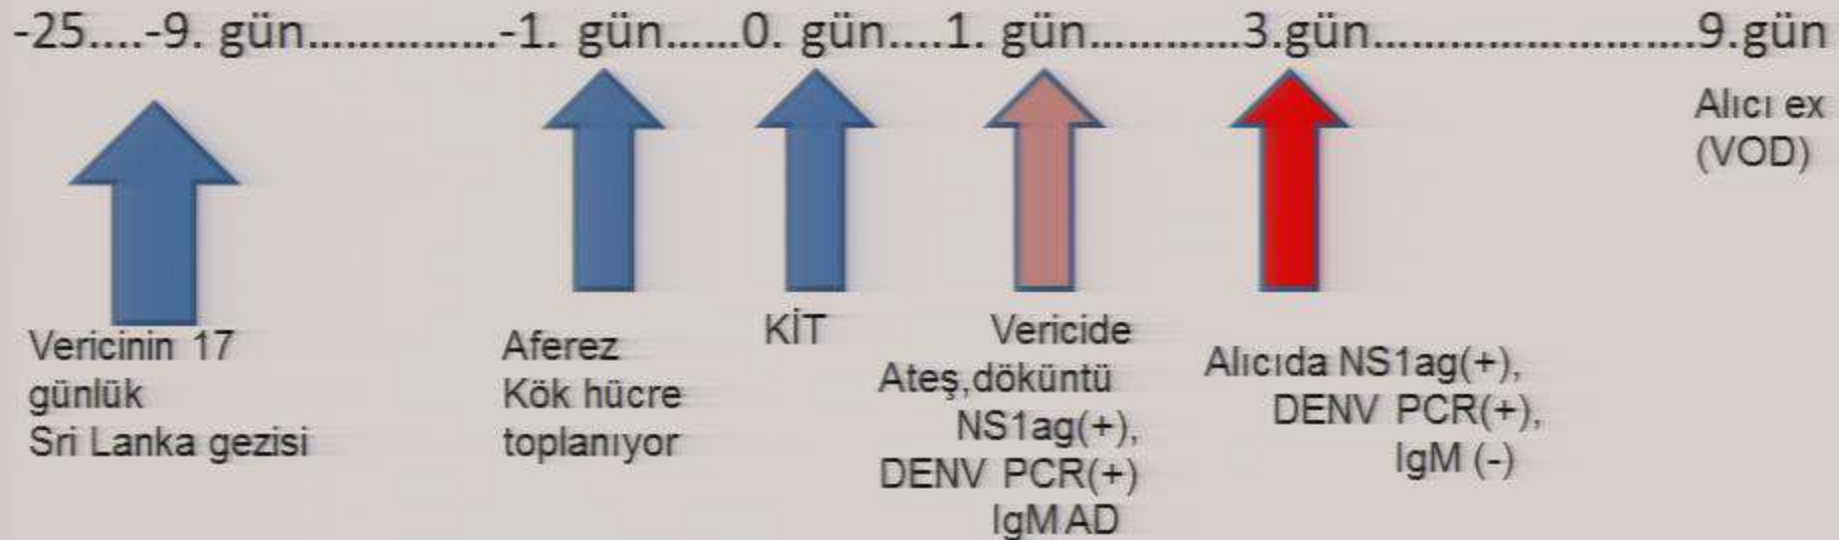 -25....-9. gün...............-1. gün......0. gün....1. gün............3.gün..........................9.gün
Alıcı ex
(VOD)
Vericinin 17
günlük
Sri Lanka gezisi
Aferez
Kök hücre
toplanıyor
KİT
Vericide
Ateş,döküntü
NS1ag(+),
DENV PCR(+)
IgM AD
Alıcıda NS1ag(+),
DENV PCR(+),
IgM (-)